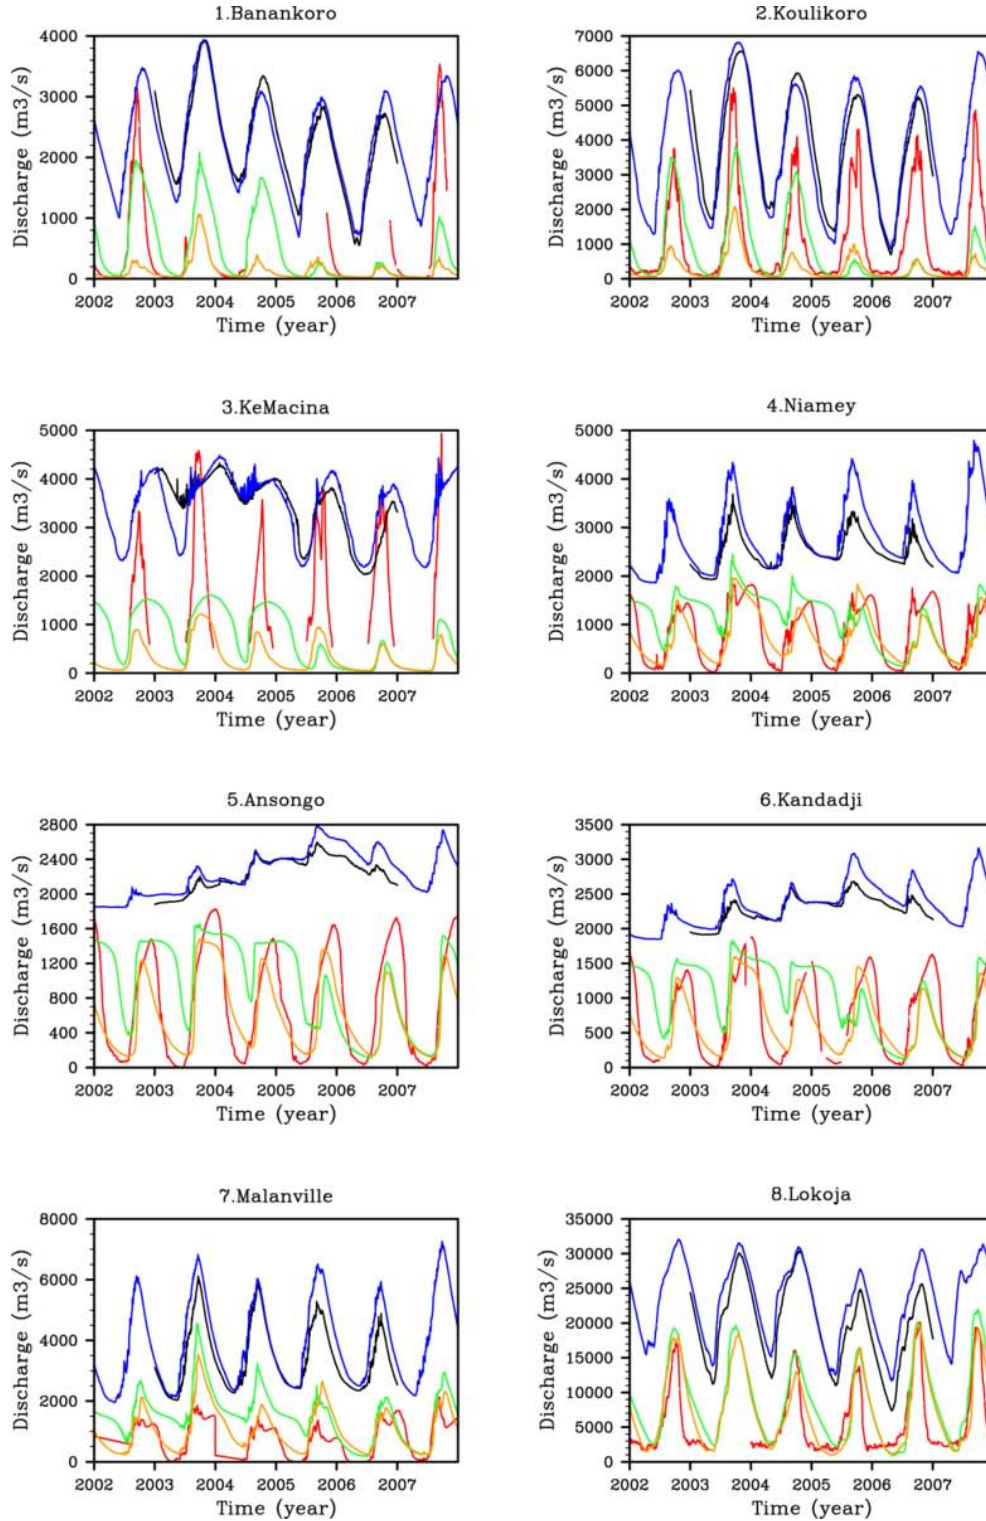 1.Banankoro
2.Koulikoro
4000
3000
2000
1000
0
Discharge (m3/s)
2002 2003 2004 2005 2006 2007
Time (year)
7000
6000
5000
4000
3000
2000
1000
0
Discharge (m3/s)
2002 2003 2004 2005 2006 2007
Time (year)
3.KeMacina
4.Niamey
5000
4000
3000
2000
1000
0
Discharge (m3/s)
2002 2003 2004 2005 2006 2007
Time (year)
5000
4000
3000
2000
1000
0
Discharge (m3/s)
2002 2003 2004 2005 2006 2007
Time (year)
5.Ansongo
6.Kandadji
2800
2400
2000
1600
1200
800
400
0
Discharge (m3/s)
2002 2003 2004 2005 2006 2007
Time (year)
3500
3000
2500
2000
1500
1000
500
0
Discharge (m3/s)
2002 2003 2004 2005 2006 2007
Time (year)
7.Malanville
8.Lokoja
8000
6000
4000
2000
0
Discharge (m3/s)
2002 2003 2004 2005 2006 2007
Time (year)
35000
30000
25000
20000
15000
10000
5000
0
Discharge (m3/s)
2002 2003 2004 2005 2006 2007
Time (year)